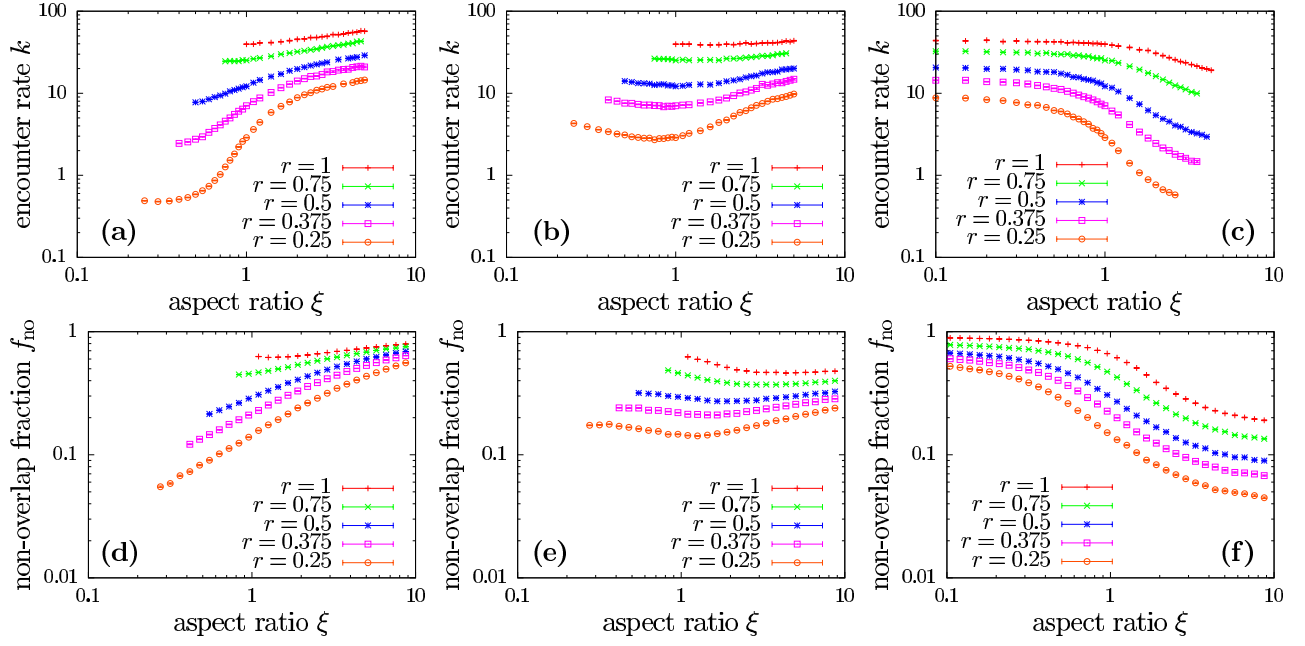 encounter rate k
100
10
1
0.1
0.1
1
10
aspect ratio ξ
(a)
r = 1
r = 0.75
r = 0.5
r = 0.375
r = 0.25
encounter rate k
100
10
1
0.1
0.1
1
10
aspect ratio ξ
(b)
r = 1
r = 0.75
r = 0.5
r = 0.375
r = 0.25
encounter rate k
100
10
1
0.1
0.1
1
10
aspect ratio ξ
(c)
r = 1
r = 0.75
r = 0.5
r = 0.375
r = 0.25
non-overlap fraction fno
1
0.1
0.01
0.1
1
10
aspect ratio ξ
(d)
r = 1
r = 0.75
r = 0.5
r = 0.375
r = 0.25
non-overlap fraction fno
1
0.1
0.01
0.1
1
10
aspect ratio ξ
(e)
r = 1
r = 0.75
r = 0.5
r = 0.375
r = 0.25
non-overlap fraction fno
1
0.1
0.01
0.1
1
10
aspect ratio ξ
(f)
r = 1
r = 0.75
r = 0.5
r = 0.375
r = 0.25